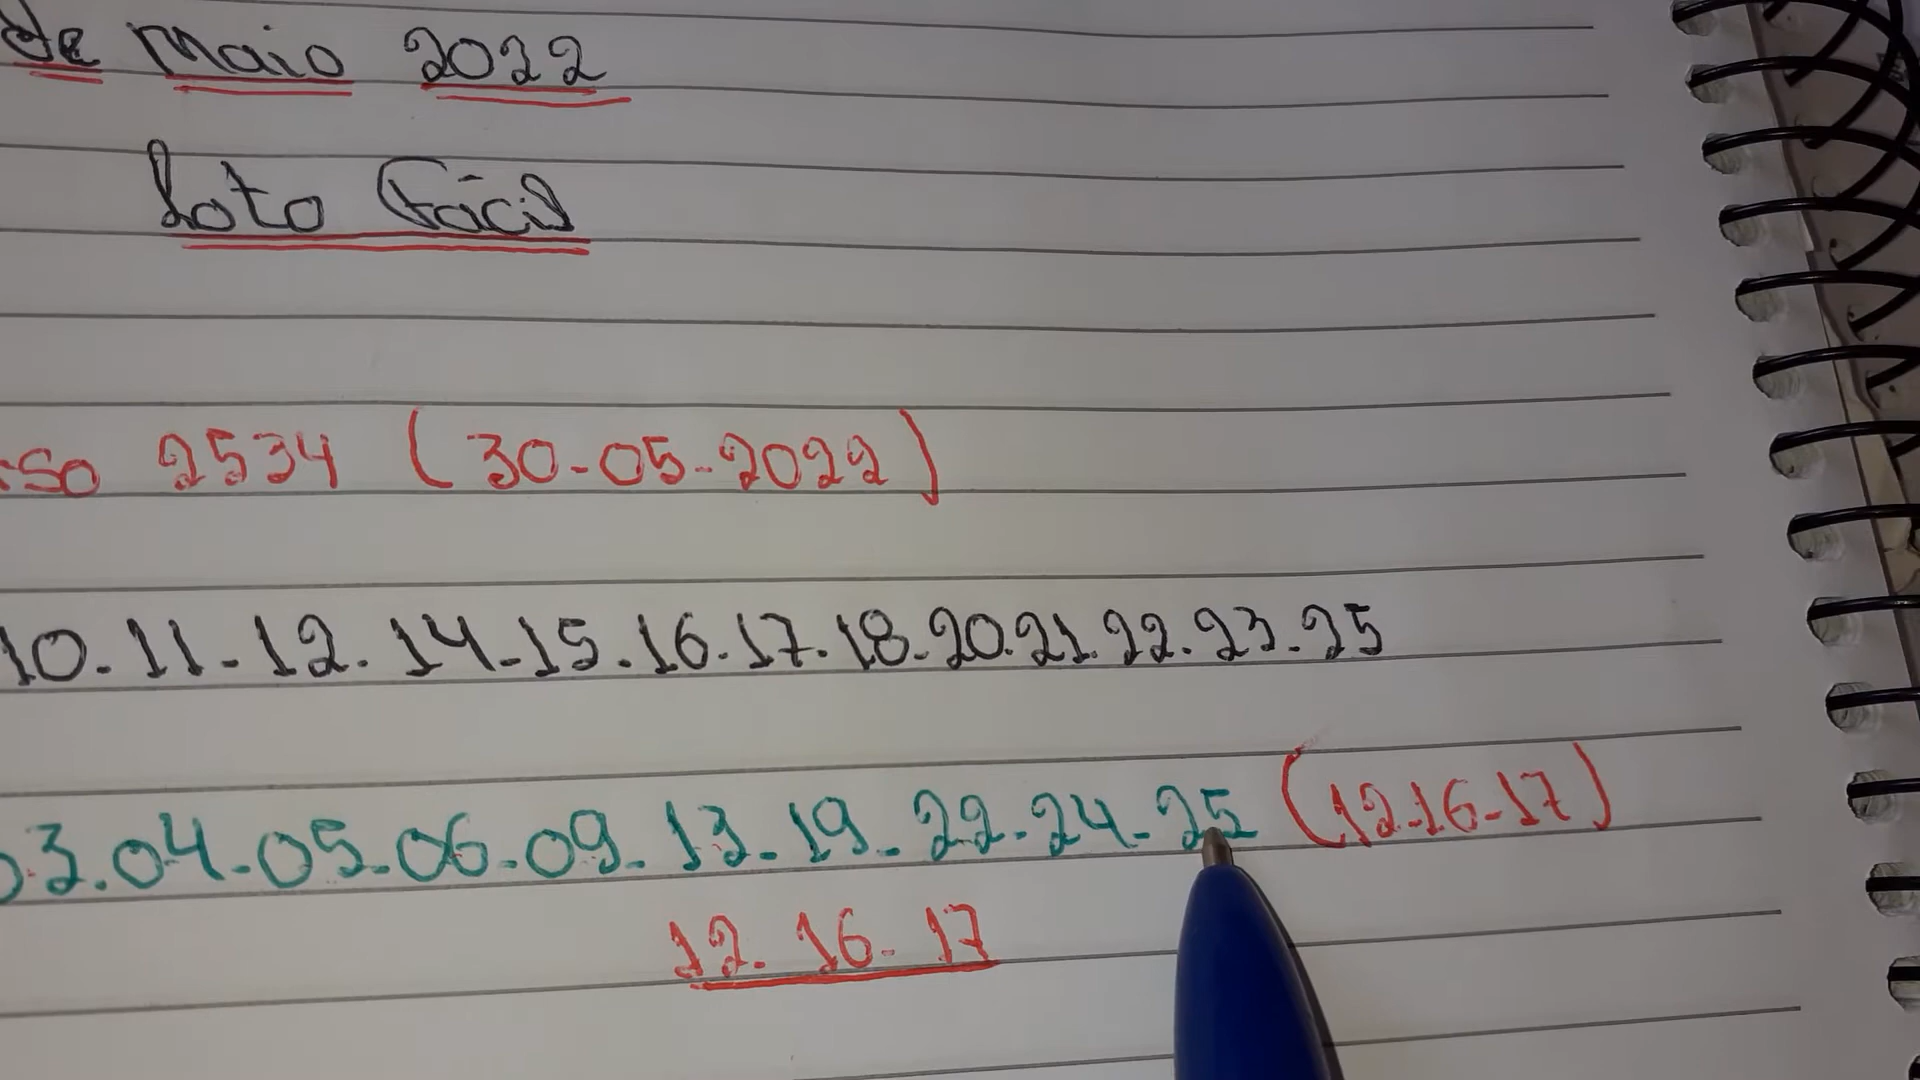 de maio 2022
Loto Fácil
so 2534 (30-05-2022)
10-11-12.14-15.16.17.18-20.21.22.23-25
03.04-05-06-09-13-19-22-24-25 (12-16-17)
12. 16-17